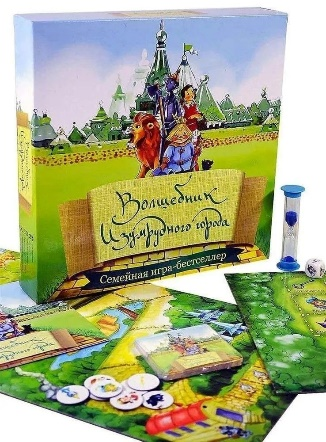 Волшебник
Изумрудного города
Семейная игра-бестселлер